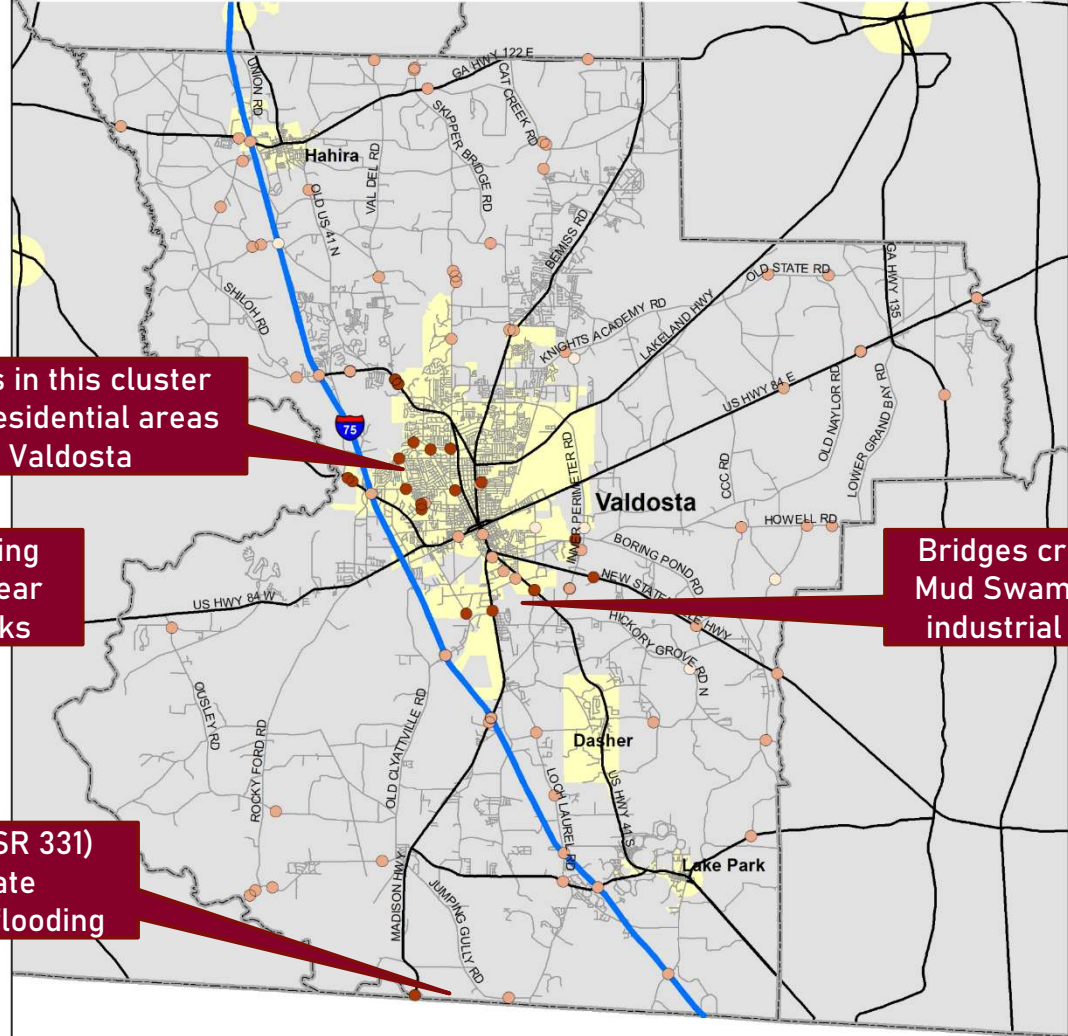 UNION RD
GA HWY 122 E
CAT CREEK RD
SKIPPER BRIDGE RD
Hahira
VAL DEL RD
OLD US 41 N
BEMISS RD
OLD STATE RD
GA HWY 135
SHILOH RD
KNIGHTS ACADEMY RD
LAKELAND HWY
US HWY 84 E
OLD NAYLOR RD
LOWER GRAND BAY RD
s in this cluster
esidential areas
Valdosta
75
INNER PERIMETER RD
CCC RD
Valdosta
HOWELL RD
ing
ear
ks
BORING POND RD
Bridges cr
Mud Swam
industrial
US HWY 84 W
NEW STATE
LE HWY
HICKORY GROVE RD N
OUSLEY RD
ROCKY FORD RD
OLD CLYATTVILLE RD
Dasher
LOCH LAUREL RD
US HWY 41 S
SR 331)
ate
flooding
MADISON HWY
JUMPING GULLY RD
Lake Park